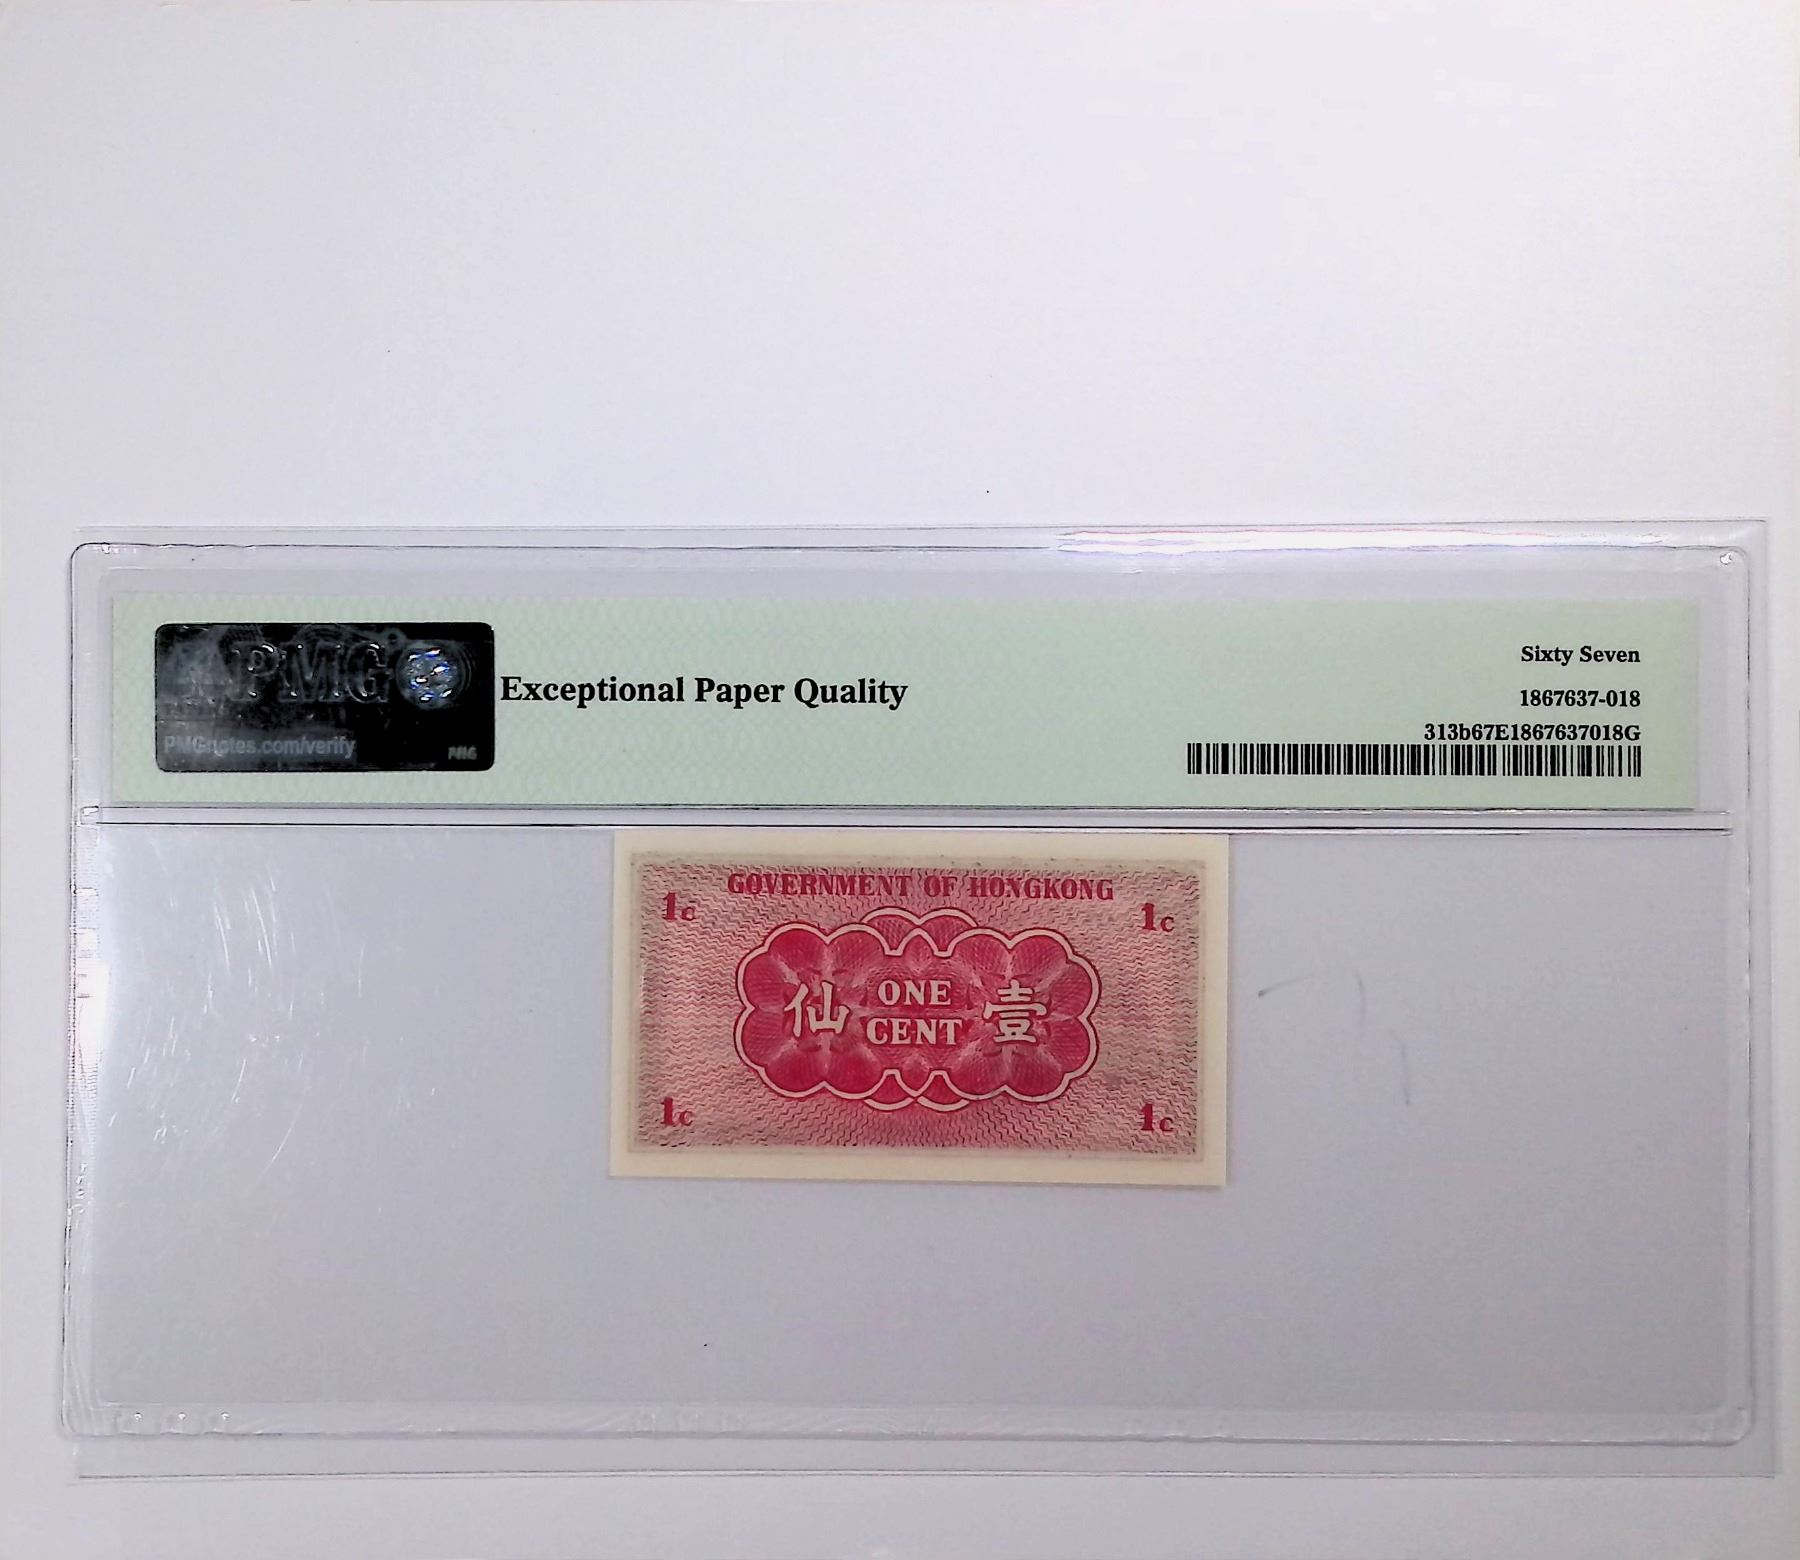 PMG
PMGnotes.com/verify
PMG
Exceptional Paper Quality
Sixty Seven
1867637-018
313b67E1867637018G
GOVERNMENT OF HONGKONG
1c 1c
仙 ONE 壹
CENT
1c 1c